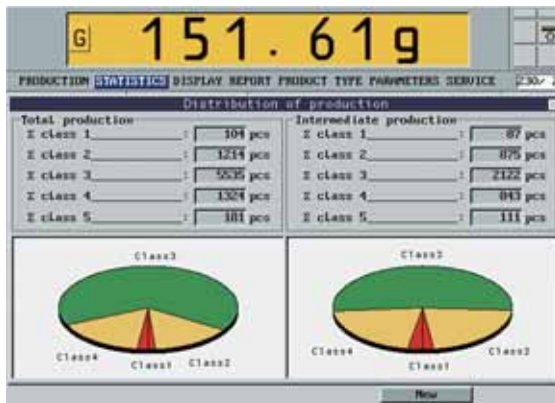 G 151.61g
PRODUCTION STATISTICS DISPLAY REPORT PRODUCT TYPE PARAMETERS SERVICE
Distribution of production
Total production
Σ class 1 : 104 pcs
Σ class 2 : 1214 pcs
Σ class 3 : 5535 pcs
Σ class 4 : 1324 pcs
Σ class 5 : 181 pcs
Intermediate production
Σ class 1 : 87 pcs
Σ class 2 : 875 pcs
Σ class 3 : 2122 pcs
Σ class 4 : 843 pcs
Σ class 5 : 111 pcs
Class3
Class4
Class1
Class2
Class3
Class4
Class1
Class2
New